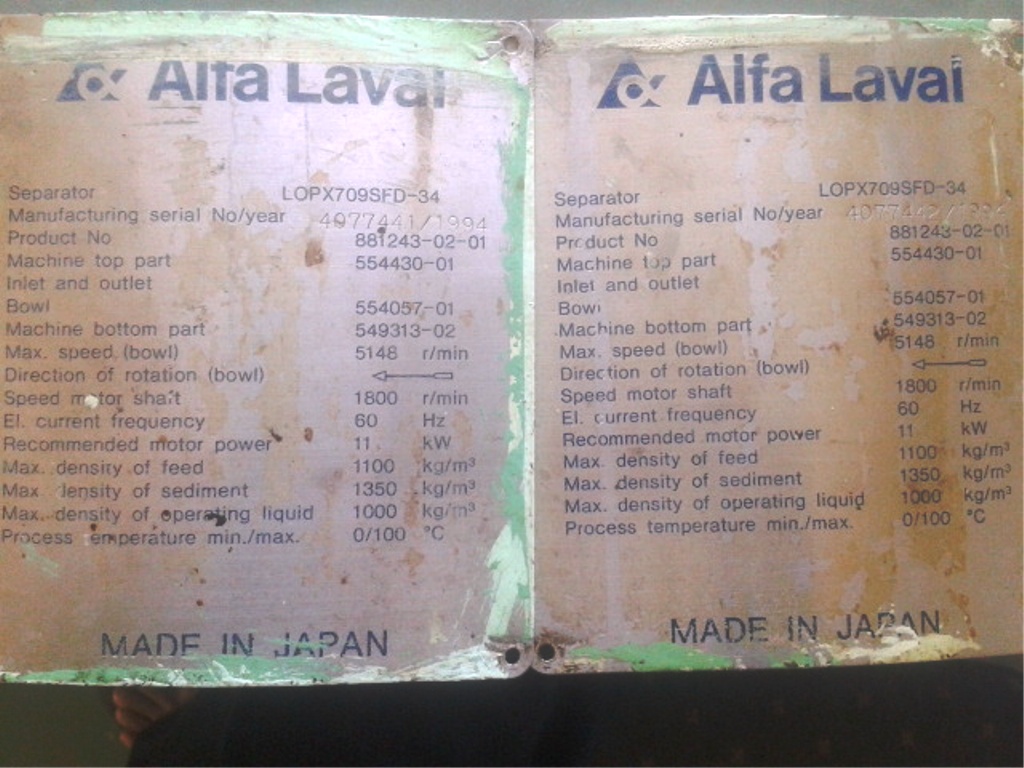 Alfa Laval
Separator LOPX709SFD-34
Manufacturing serial No/year 4077441/1994
Product No 881243-02-01
Machine top part 554430-01
Inlet and outlet
Bowl 554057-01
Machine bottom part 549313-02
Max. speed (bowl) 5148 r/min
Direction of rotation (bowl)
Speed motor shaft 1800 r/min
El. current frequency 60 Hz
Recommended motor power 11 kW
Max. density of feed 1100 kg/m³
Max. density of sediment 1350 kg/m³
Max. density of operating liquid 1000 kg/m³
Process temperature min./max. 0/100 °C
MADE IN JAPAN
Alfa Laval
Separator LOPX709SFD-34
Manufacturing serial No/year 4077442/1994
Product No 881243-02-01
Machine top part 554430-01
Inlet and outlet
Bowl 554057-01
Machine bottom part 549313-02
Max. speed (bowl) 5148 r/min
Direction of rotation (bowl)
Speed motor shaft 1800 r/min
El. current frequency 60 Hz
Recommended motor power 11 kW
Max. density of feed 1100 kg/m³
Max. density of sediment 1350 kg/m³
Max. density of operating liquid 1000 kg/m³
Process temperature min./max. 0/100 °C
MADE IN JAPAN